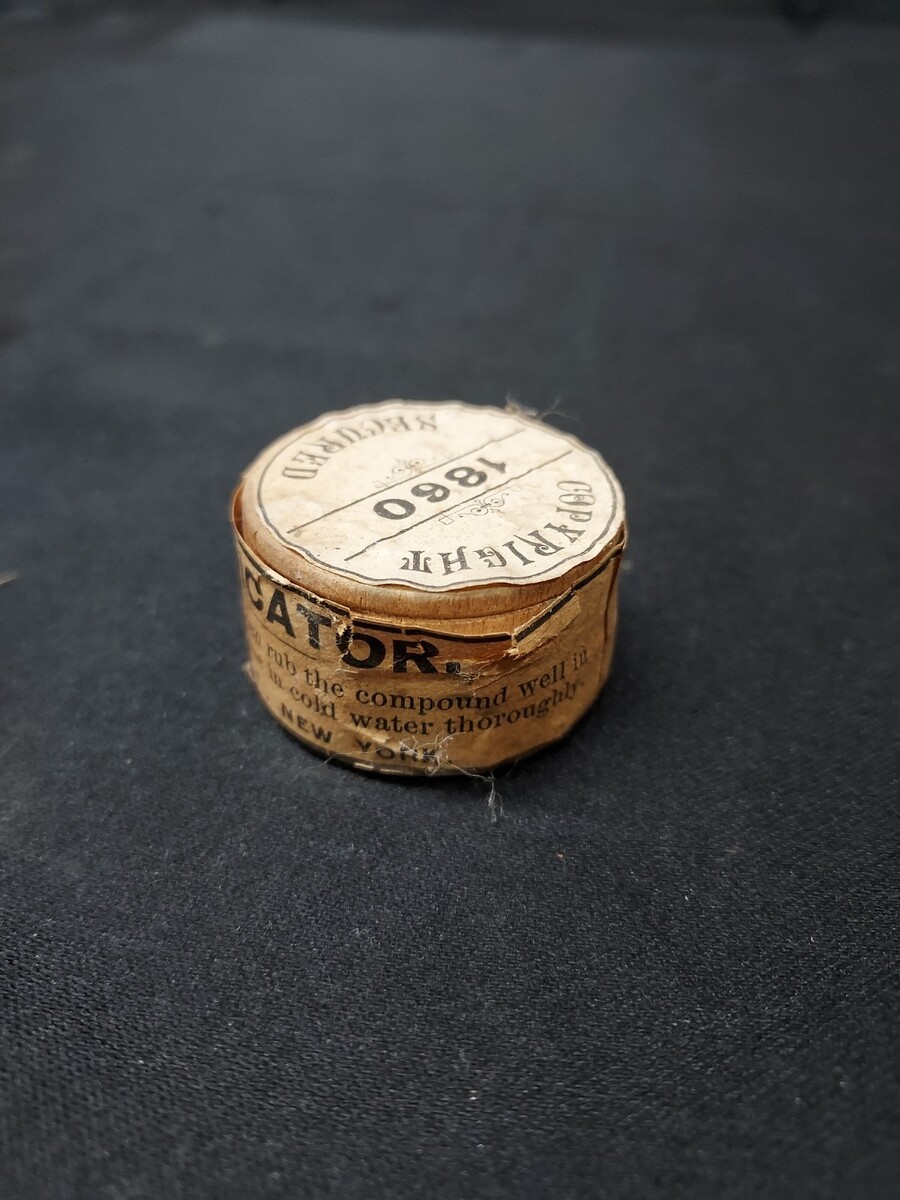 COPYRIGHT
1860
SECURED
CATOR.
rub the compound well in
in cold water thoroughly.
NEW YORK